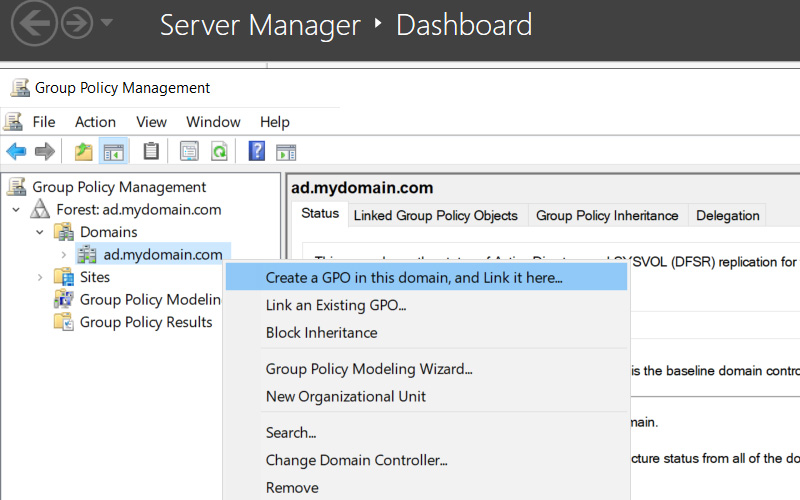 Server Manager ‣ Dashboard
Group Policy Management
File Action View Window Help
Group Policy Management
Forest: ad.mydomain.com
Domains
ad.mydomain.com
Sites
Group Policy Modelin
Group Policy Results
ad.mydomain.com
Status Linked Group Policy Objects Group Policy Inheritance Delegation
YSVOL (DFSR) replication for
Create a GPO in this domain, and Link it here...
Link an Existing GPO...
Block Inheritance
Group Policy Modeling Wizard...
is the baseline domain contro
New Organizational Unit
main.
Search...
Change Domain Controller...
cture status from all of the do
Remove